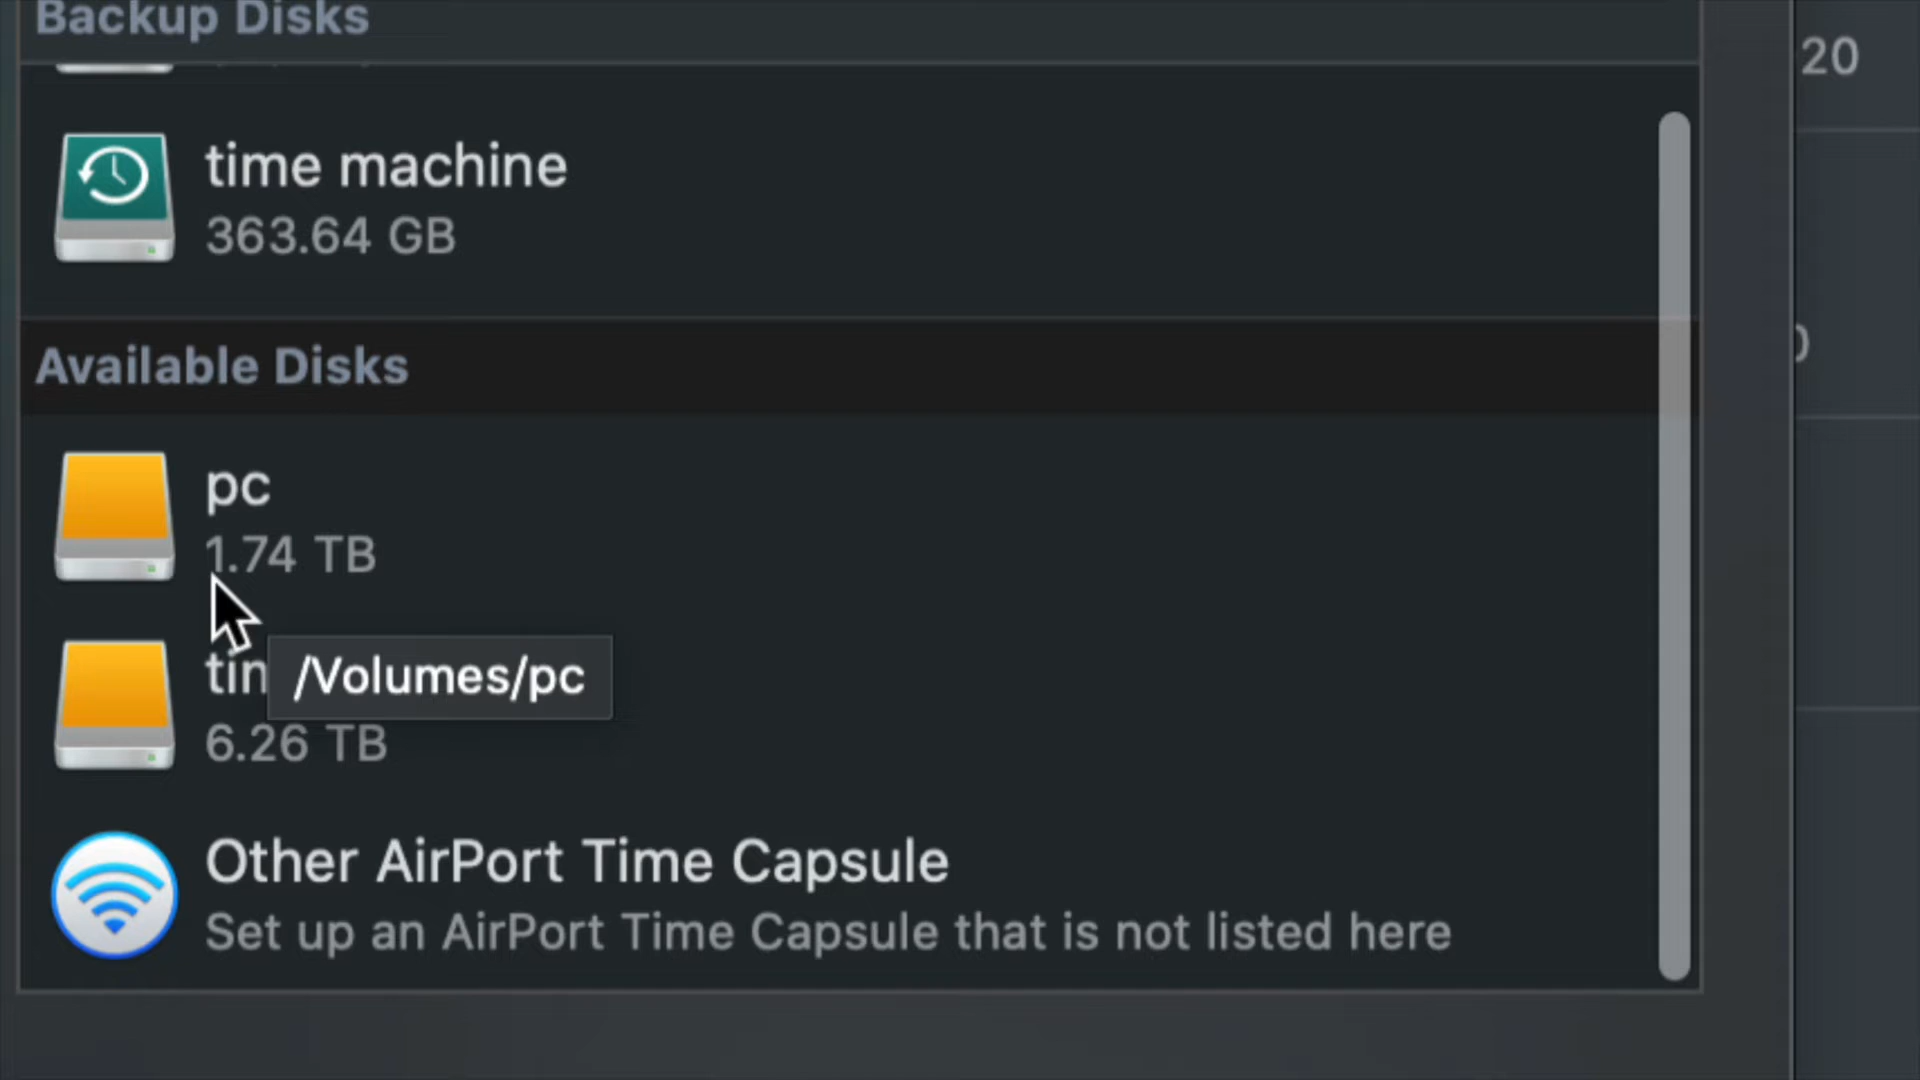 Backup Disks
20
time machine
363.64 GB
Available Disks
pc
1.74 TB
/Volumes/pc
6.26 TB
Other AirPort Time Capsule
Set up an AirPort Time Capsule that is not listed here